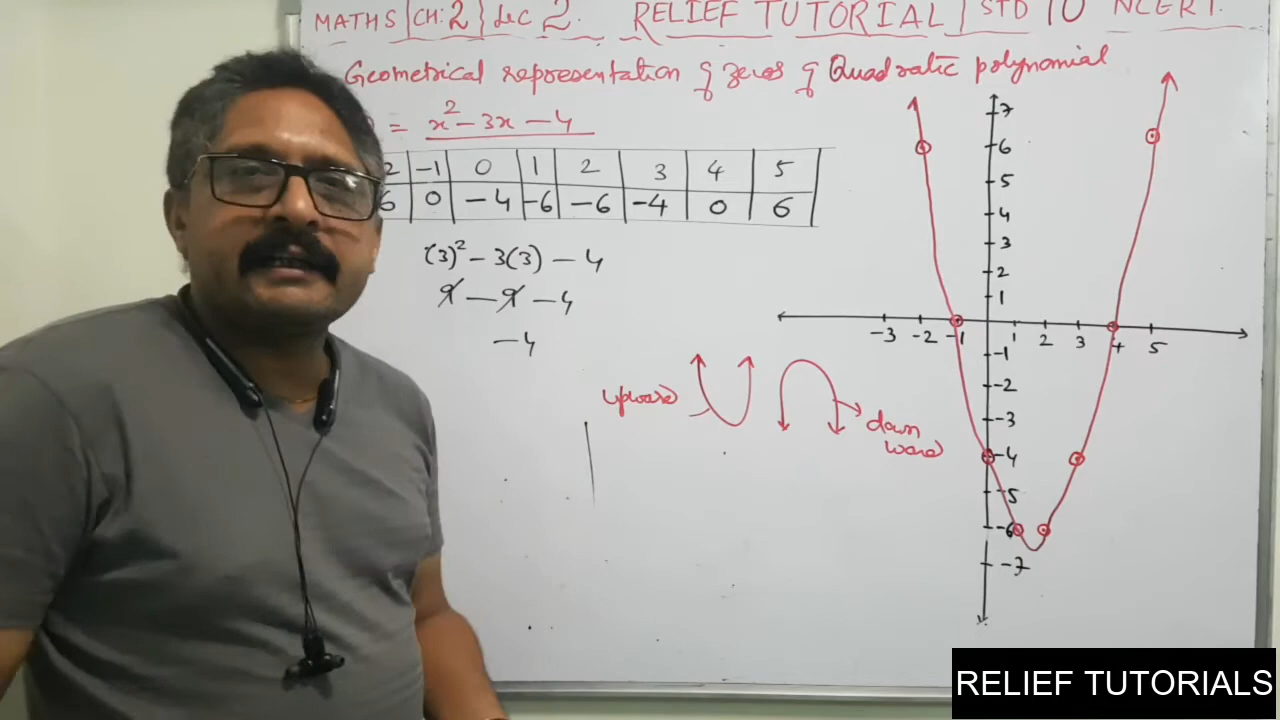 MATHS | CH: 2 | Lec 2. RELIEF TUTORIAL | STD 10 NCERT.
Geometrical representation of zeros of Quadratic polynomial
= x² - 3x - 4
2 -1 0 1 2 3 4 5
6 0 -4 -6 -6 -4 0 6
(3)² - 3(3) - 4
9 - 9 - 4
-4
upward
down
ward
7
6
5
4
3
2
1
-3 -2 -1 1 2 3 4 5
-1
-2
-3
-4
-5
-6
-7
RELIEF TUTORIALS